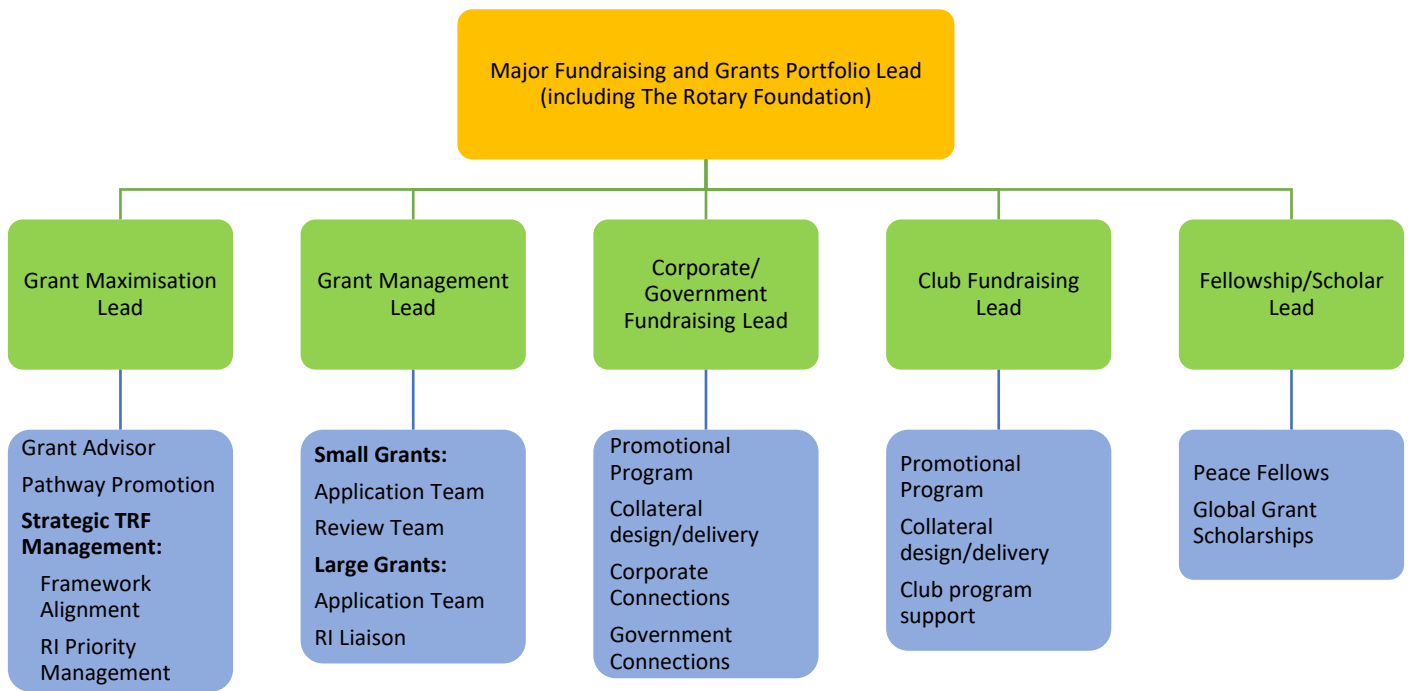 Major Fundraising and Grants Portfolio Lead
(including The Rotary Foundation)
Grant Maximisation
Lead
Grant Management
Lead
Corporate/
Government
Fundraising Lead
Club Fundraising
Lead
Fellowship/Scholar
Lead
Grant Advisor
Pathway Promotion
Strategic TRF
Management:
Framework
Alignment
RI Priority
Management
Small Grants:
Application Team
Review Team
Large Grants:
Application Team
RI Liaison
Promotional
Program
Collateral
design/delivery
Corporate
Connections
Government
Connections
Promotional
Program
Collateral
design/delivery
Club program
support
Peace Fellows
Global Grant
Scholarships